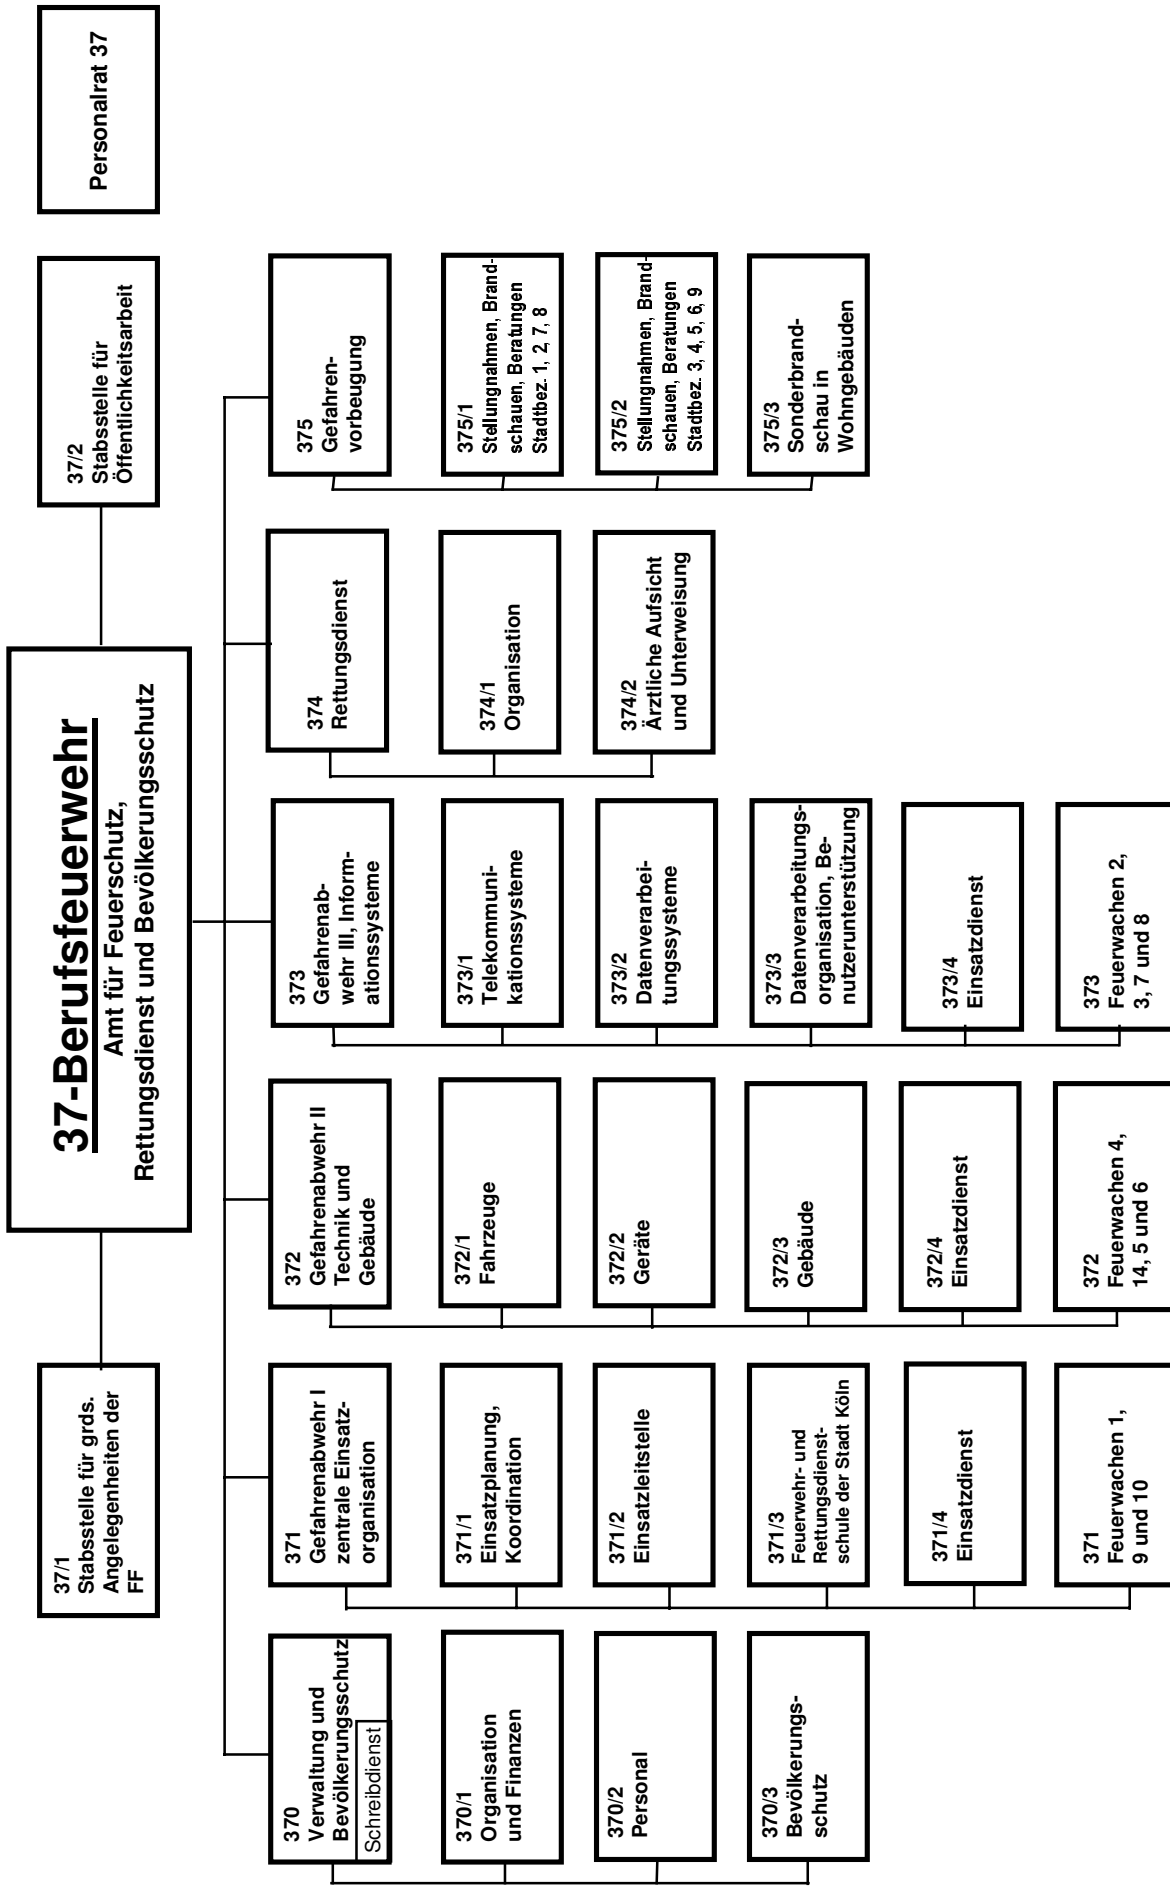 37-Berufsfeuerwehr
Amt für Feuerschutz,
Rettungsdienst und Bevölkerungsschutz
37/1
Stabsstelle für grds.
Angelegenheiten der
FF
37/2
Stabsstelle für
Öffentlichkeitsarbeit
Personalrat 37
370
Verwaltung und
Bevölkerungsschutz
Schreibdienst
370/1
Organisation
und Finanzen
370/2
Personal
370/3
Bevölkerungs-
schutz
371
Gefahrenabwehr I
zentrale Einsatz-
organisation
371/1
Einsatzplanung,
Koordination
371/2
Einsatzleitstelle
371/3
Feuerwehr- und
Rettungsdienst-
schule der Stadt Köln
371/4
Einsatzdienst
371
Feuerwachen 1,
9 und 10
372
Gefahrenabwehr II
Technik und
Gebäude
372/1
Fahrzeuge
372/2
Geräte
372/3
Gebäude
372/4
Einsatzdienst
372
Feuerwachen 4,
14, 5 und 6
373
Gefahrenab-
wehr III, Inform-
ationssysteme
373/1
Telekommuni-
kationssysteme
373/2
Datenverarbei-
tungssysteme
373/3
Datenverarbeitungs-
organisation, Be-
nutzerunterstützung
373/4
Einsatzdienst
373
Feuerwachen 2,
3, 7 und 8
374
Rettungsdienst
374/1
Organisation
374/2
Ärztliche Aufsicht
und Unterweisung
375
Gefahren-
vorbeugung
375/1
Stellungnahmen, Brand-
schauen, Beratungen
Stadtbez. 1, 2, 7, 8
375/2
Stellungnahmen, Brand-
schauen, Beratungen
Stadtbez. 3, 4, 5, 6, 9
375/3
Sonderbrand-
schau in
Wohngebäuden